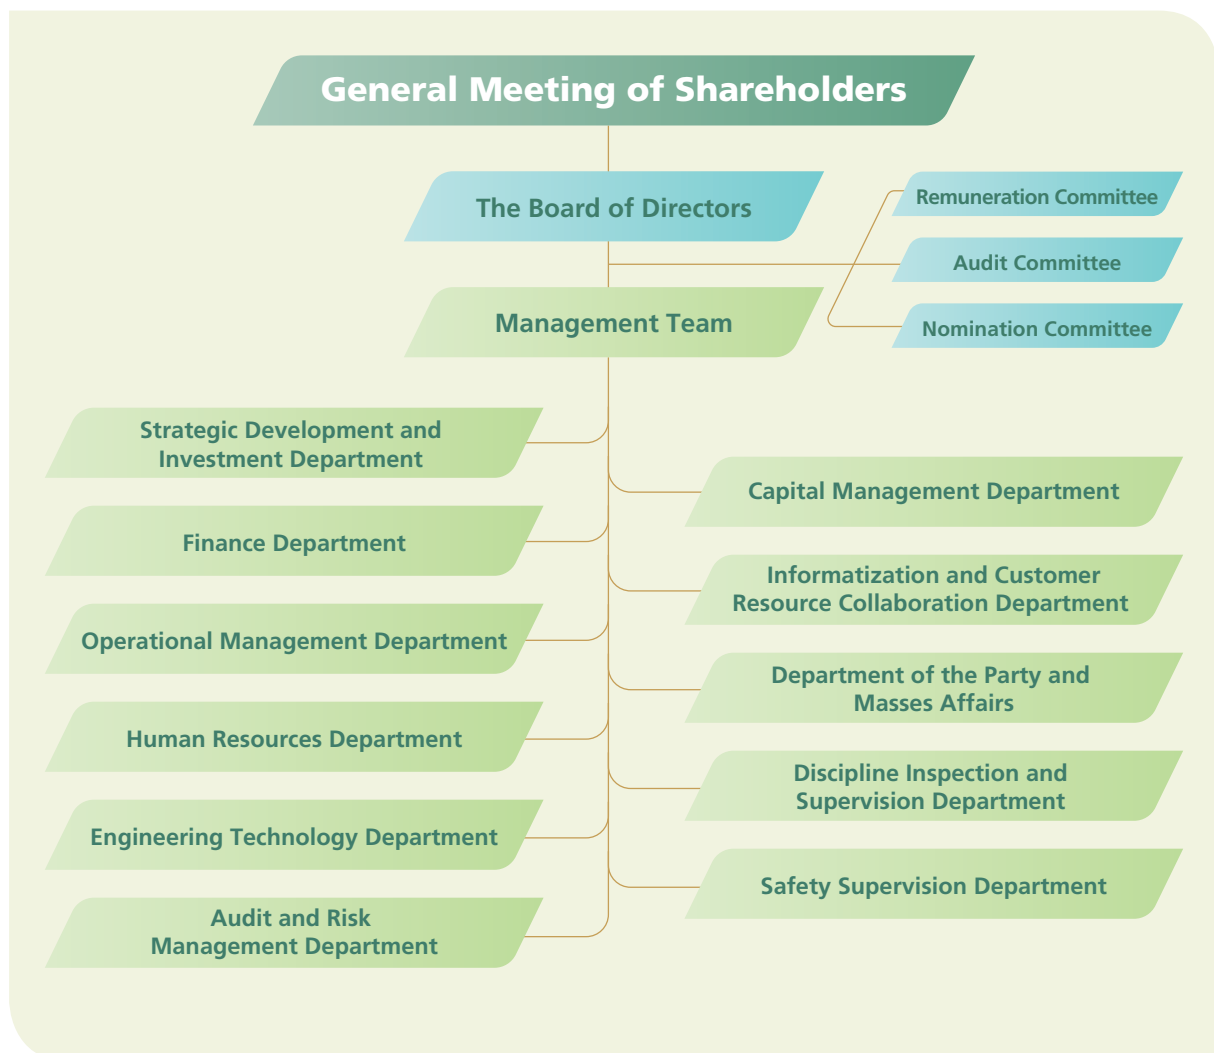 General Meeting of Shareholders
The Board of Directors
Remuneration Committee
Audit Committee
Nomination Committee
Management Team
Strategic Development and
Investment Department
Capital Management Department
Finance Department
Informatization and Customer
Resource Collaboration Department
Operational Management Department
Department of the Party and
Masses Affairs
Human Resources Department
Discipline Inspection and
Supervision Department
Engineering Technology Department
Safety Supervision Department
Audit and Risk
Management Department